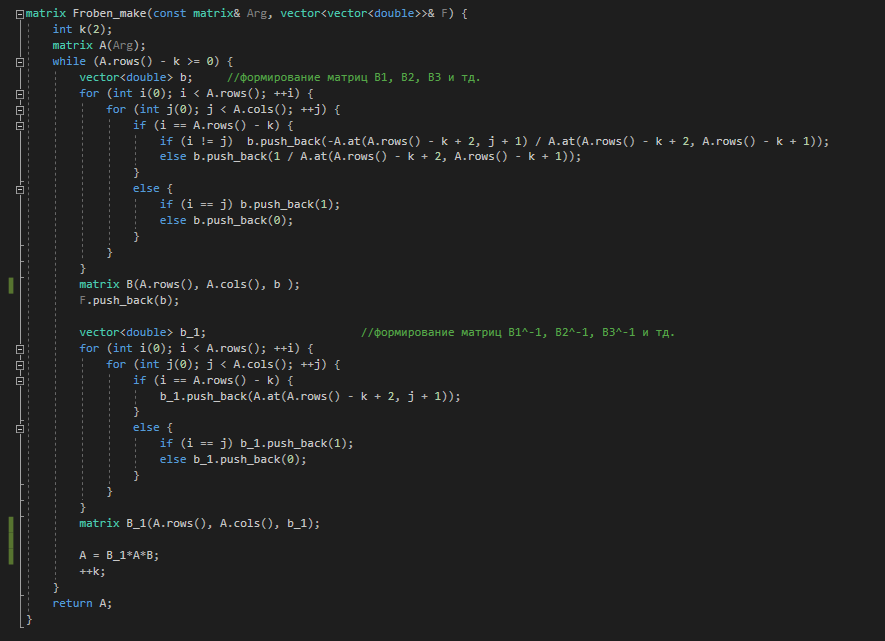 matrix Froben_make(const matrix& Arg, vector<vector<double>>& F) {
    int k(2);
    matrix A(Arg);
    while (A.rows() - k >= 0) {
        vector<double> b;     //формирование матриц B1, B2, B3 и тд.
        for (int i(0); i < A.rows(); ++i) {
            for (int j(0); j < A.cols(); ++j) {
                if (i == A.rows() - k) {
                    if (i != j)  b.push_back(-A.at(A.rows() - k + 2, j + 1) / A.at(A.rows() - k + 2, A.rows() - k + 1));
                    else b.push_back(1 / A.at(A.rows() - k + 2, A.rows() - k + 1));
                }
                else {
                    if (i == j) b.push_back(1);
                    else b.push_back(0);
                }
            }
        }
        matrix B(A.rows(), A.cols(), b );
        F.push_back(b);

        vector<double> b_1;                       //формирование матриц B1^-1, B2^-1, B3^-1 и тд.
        for (int i(0); i < A.rows(); ++i) {
            for (int j(0); j < A.cols(); ++j) {
                if (i == A.rows() - k) {
                    b_1.push_back(A.at(A.rows() - k + 2, j + 1));
                }
                else {
                    if (i == j) b_1.push_back(1);
                    else b_1.push_back(0);
                }
            }
        }
        matrix B_1(A.rows(), A.cols(), b_1);

        A = B_1*A*B;
        ++k;
    }
    return A;
}